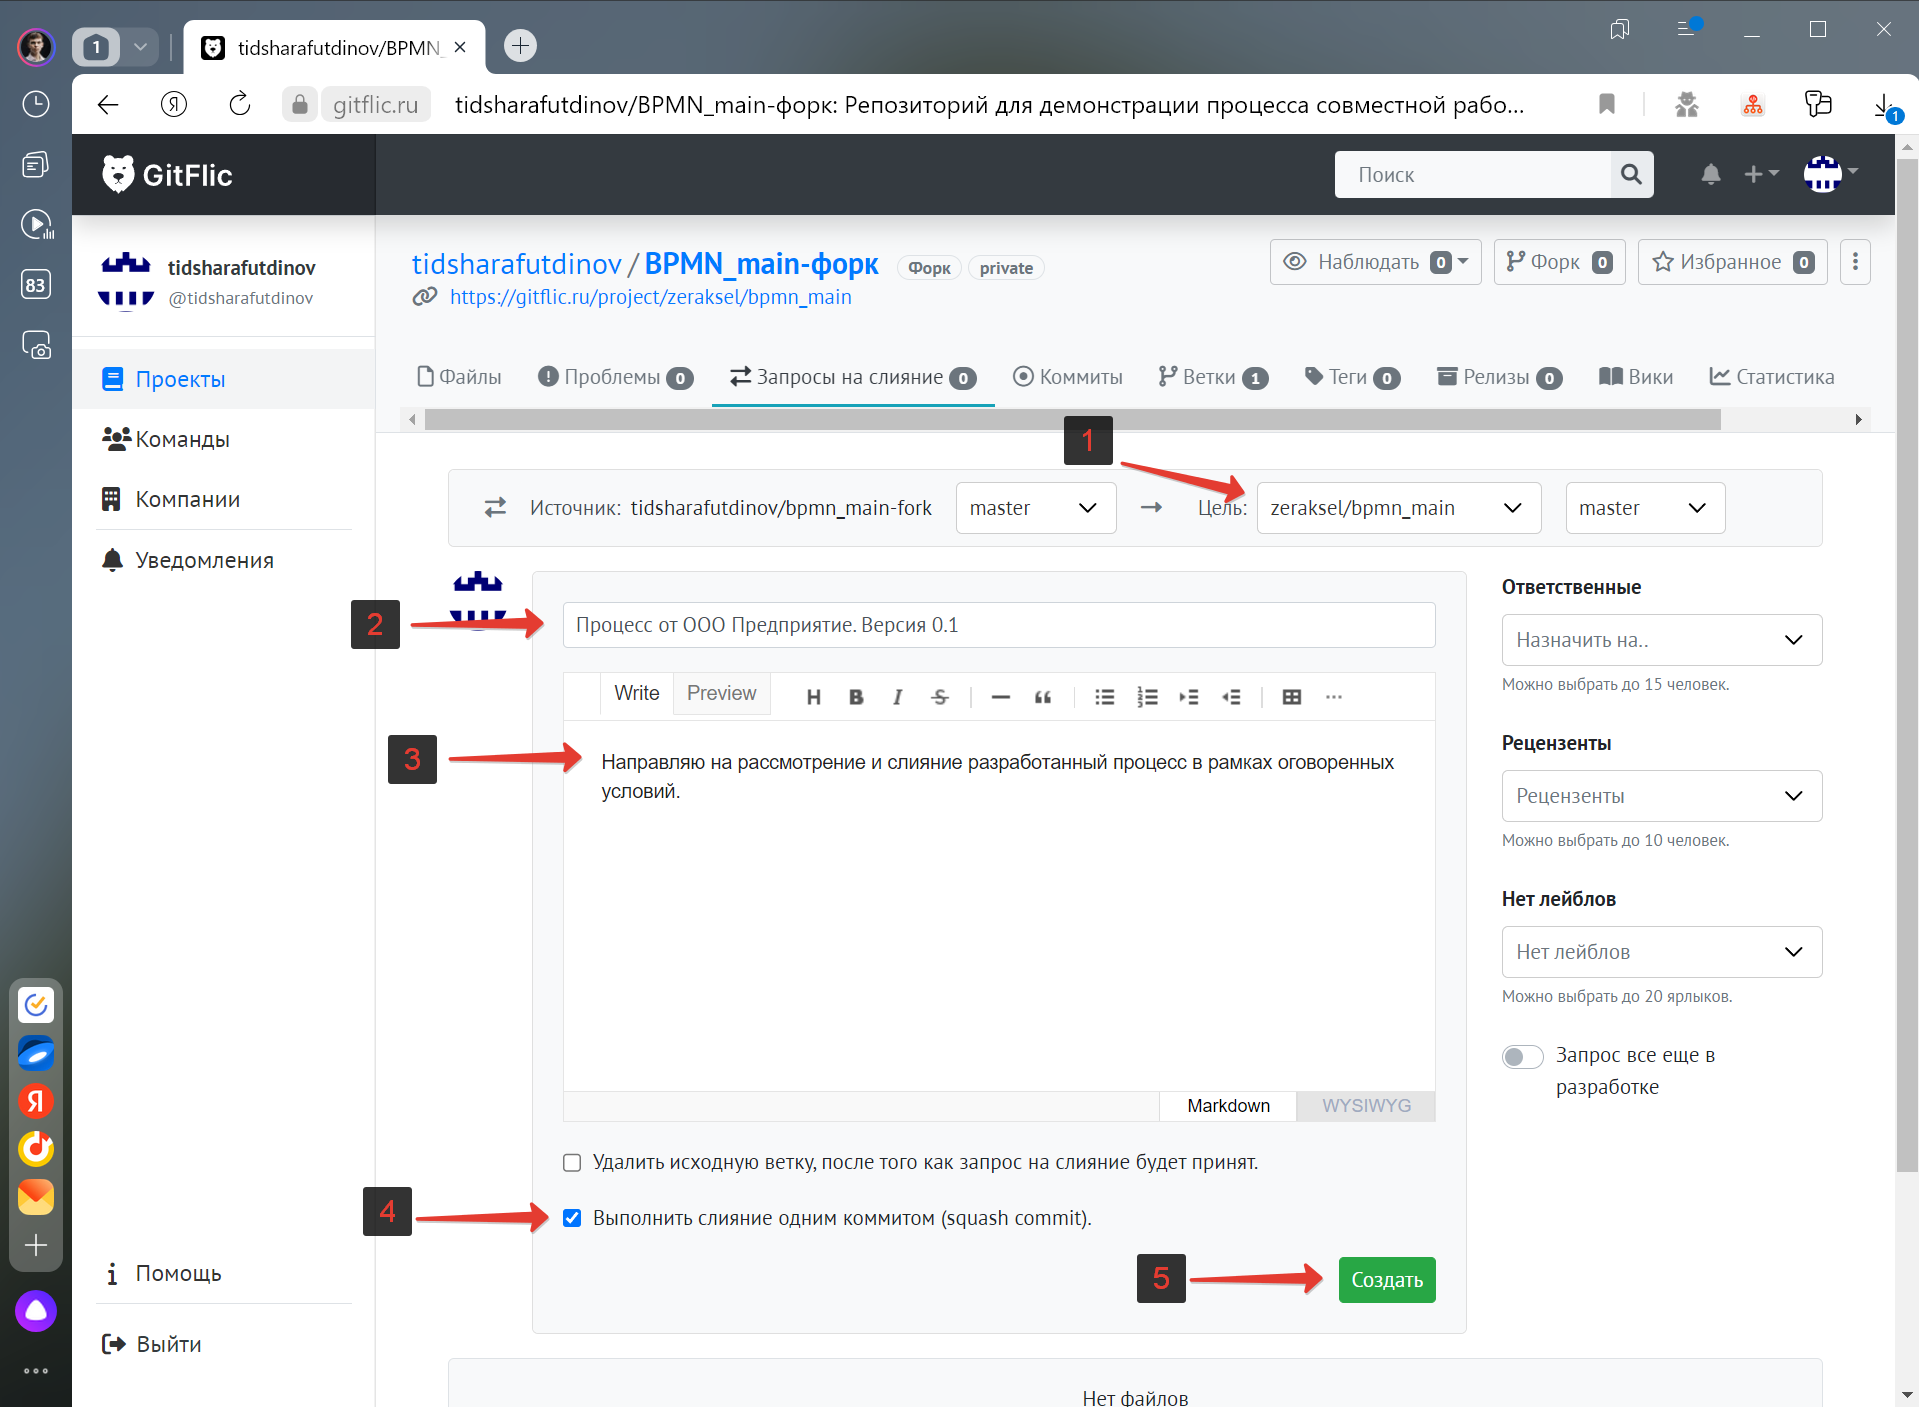 1
tidsharafutdinov/BPMN_
gitflic.ru
tidsharafutdinov/BPMN_main-форк: Репозиторий для демонстрации процесса совместной рабо...
1
83
GitFlic
Поиск
tidsharafutdinov
@tidsharafutdinov
Проекты
Команды
Компании
Уведомления
Помощь
Выйти
tidsharafutdinov / BPMN_main-форк Форк private
https://gitflic.ru/project/zeraksel/bpmn_main
Наблюдать 0
Форк 0
Избранное 0
Файлы Проблемы 0 Запросы на слияние 0 Коммиты Ветки 1 Теги 0 Релизы 0 Вики Статистика
1
Источник: tidsharafutdinov/bpmn_main-fork master → Цель: zeraksel/bpmn_main master
2
Процесс от ООО Предприятие. Версия 0.1
Write Preview H B I S
3
Направляю на рассмотрение и слияние разработанный процесс в рамках оговоренных
условий.
Markdown WYSIWYG
Удалить исходную ветку, после того как запрос на слияние будет принят.
4
Выполнить слияние одним коммитом (squash commit).
5
Создать
Ответственные
Назначить на..
Можно выбрать до 15 человек.
Рецензенты
Рецензенты
Можно выбрать до 10 человек.
Нет лейблов
Нет лейблов
Можно выбрать до 20 ярлыков.
Запрос все еще в
разработке
Нет файлов